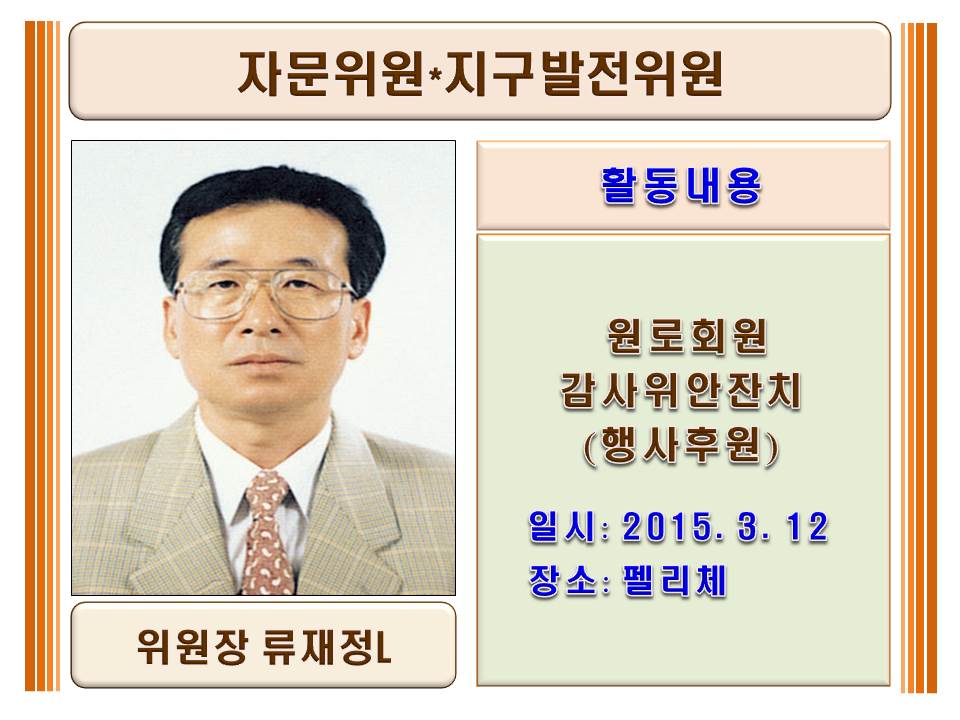 자문위원*지구발전위원
활동내용
원로회원
감사위안잔치
(행사후원)
일시: 2015. 3. 12
장소: 펠리체
위원장 류재정L